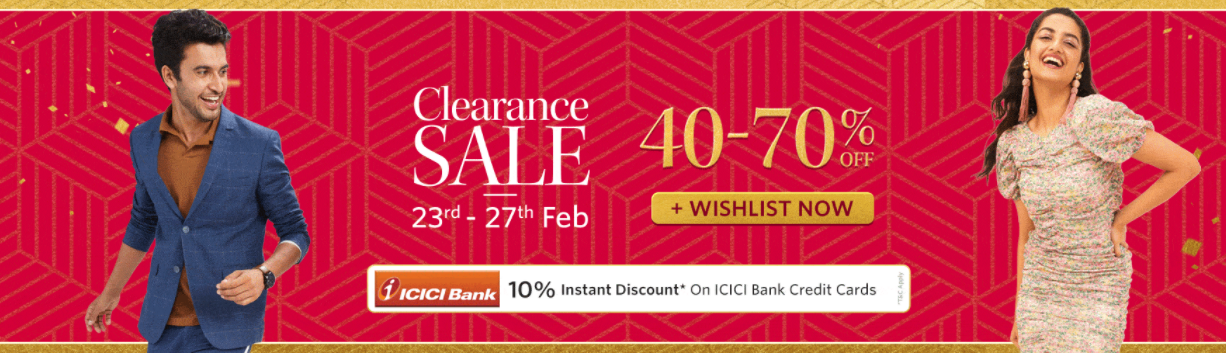 Clearance
SALE
23rd - 27th Feb
40-70% OFF
+ WISHLIST NOW
i ICICI Bank 10% Instant Discount* On ICICI Bank Credit Cards
*T&C Apply